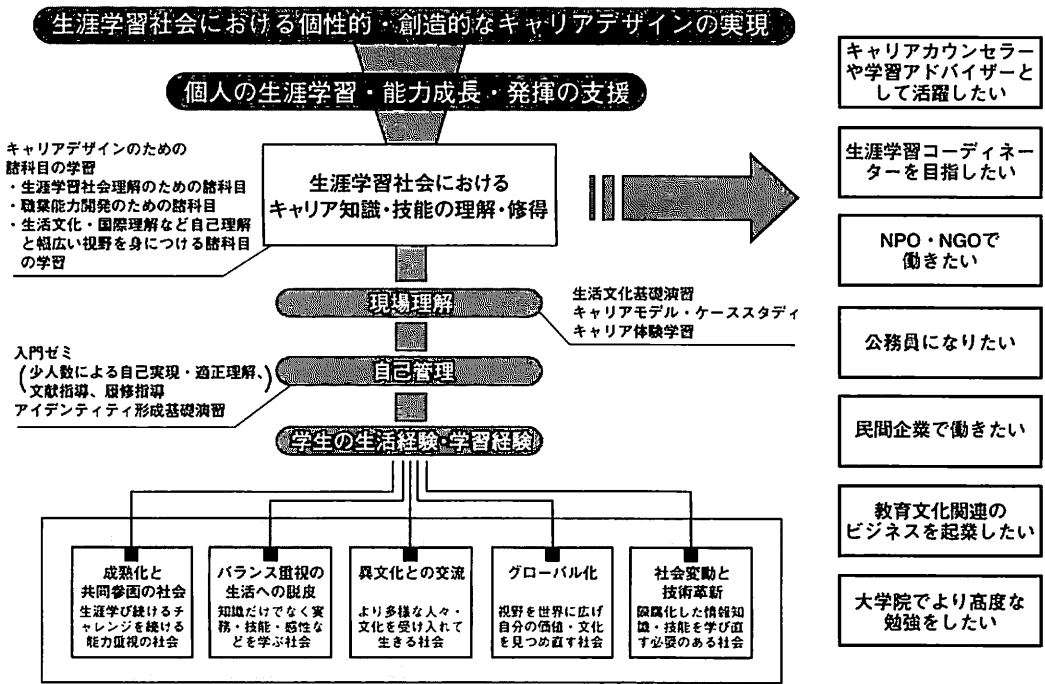 生涯学習社会における個性的・創造的なキャリアデザインの実現
個人の生涯学習・能力成長・発揮の支援
キャリアデザインのための
諸科目の学習
・生涯学習社会理解のための諸科目
・職業能力開発のための諸科目
・生活文化・国際理解など自己理解
と幅広い視野を身につける諸科目
の学習
生涯学習社会における
キャリア知識・技能の理解・修得
現場理解
生活文化基礎演習
キャリアモデル・ケーススタディ
キャリア体験学習
入門ゼミ
(少人数による自己実現・適正理解、
文献指導、履修指導)
アイデンティティ形成基礎演習
自己管理
学生の生活経験・学習経験
成熟化と
共同参画の社会
生涯学び続けるチ
ャレンジを続ける
能力重視の社会
バランス重視の
生活への脱皮
知識だけでなく実
務・技能・感性な
どを学ぶ社会
異文化との交流
より多様な人々・
文化を受け入れて
生きる社会
グローバル化
視野を世界に広げ
自分の価値・文化
を見つめ直す社会
社会変動と
技術革新
陳腐化した情報知
識・技能を学び直
す必要のある社会
キャリアカウンセラー
や学習アドバイザーと
して活躍したい
生涯学習コーディネー
ターを目指したい
NPO・NGOで
働きたい
公務員になりたい
民間企業で働きたい
教育文化関連の
ビジネスを起業したい
大学院でより高度な
勉強をしたい